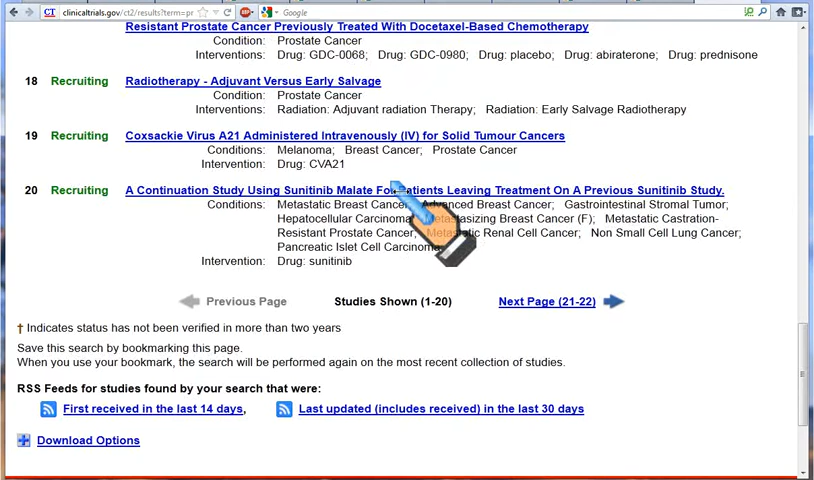 CT clinicaltrials.gov/ct2/results?term=pr
Google
Resistant Prostate Cancer Previously Treated With Docetaxel-Based Chemotherapy
Condition: Prostate Cancer
Interventions: Drug: GDC-0068; Drug: GDC-0980; Drug: placebo; Drug: abiraterone; Drug: prednisone
18 Recruiting Radiotherapy - Adjuvant Versus Early Salvage
Condition: Prostate Cancer
Interventions: Radiation: Adjuvant radiation Therapy; Radiation: Early Salvage Radiotherapy
19 Recruiting Coxsackie Virus A21 Administered Intravenously (IV) for Solid Tumour Cancers
Conditions: Melanoma; Breast Cancer; Prostate Cancer
Intervention: Drug: CVA21
20 Recruiting A Continuation Study Using Sunitinib Malate For Patients Leaving Treatment On A Previous Sunitinib Study.
Conditions: Metastatic Breast Cancer; Advanced Breast Cancer; Gastrointestinal Stromal Tumor;
Hepatocellular Carcinoma; Metastasizing Breast Cancer (F); Metastatic Castration-
Resistant Prostate Cancer; Metastatic Renal Cell Cancer; Non Small Cell Lung Cancer;
Pancreatic Islet Cell Carcinoma
Intervention: Drug: sunitinib
Previous Page Studies Shown (1-20) Next Page (21-22)
† Indicates status has not been verified in more than two years
Save this search by bookmarking this page.
When you use your bookmark, the search will be performed again on the most recent collection of studies.
RSS Feeds for studies found by your search that were:
First received in the last 14 days, Last updated (includes received) in the last 30 days
Download Options